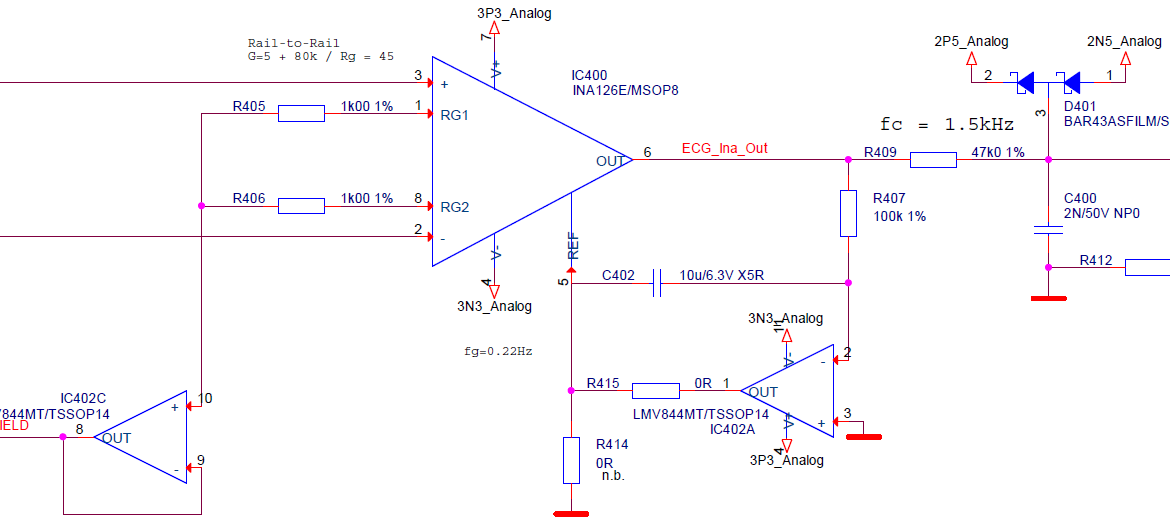 3P3_Analog
7
V+
Rail-to-Rail
G=5 + 80k / Rg = 45
2P5_Analog
2N5_Analog
IC400
INA126E/MSOP8
3
+
2
1
D401
BAR43ASFILM/S
3
R405
1k00 1%
1
RG1
fc = 1.5kHz
OUT
6
ECG_Ina_Out
R409
47k0 1%
R406
1k00 1%
8
RG2
R407
100k 1%
C400
2N/50V NP0
2
-
V-
4
REF
5
3N3_Analog
C402
10u/6.3V X5R
R412
3N3_Analog
11
V-
2
-
fg=0.22Hz
R415
0R
1
OUT
LMV844MT/TSSOP14
IC402A
V+
+
3
4
3P3_Analog
IC402C
/844MT/TSSOP14
10
+
IELD
8
OUT
9
-
R414
0R
n.b.